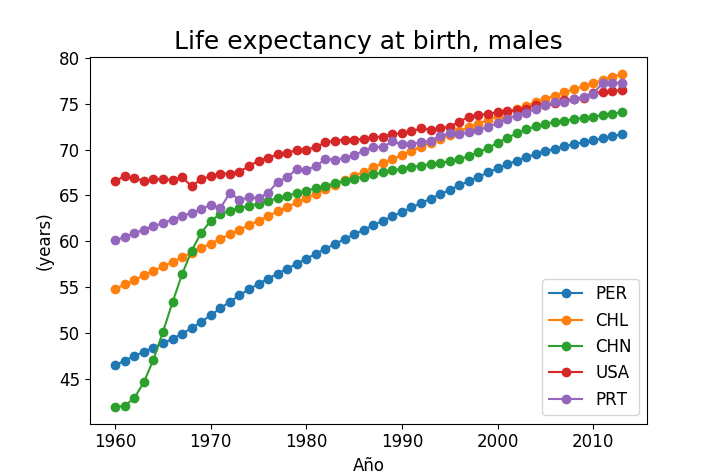 Life expectancy at birth, males
80
75
70
65
60
55
50
45
(years)
1960 1970 1980 1990 2000 2010
Año
PER
CHL
CHN
USA
PRT